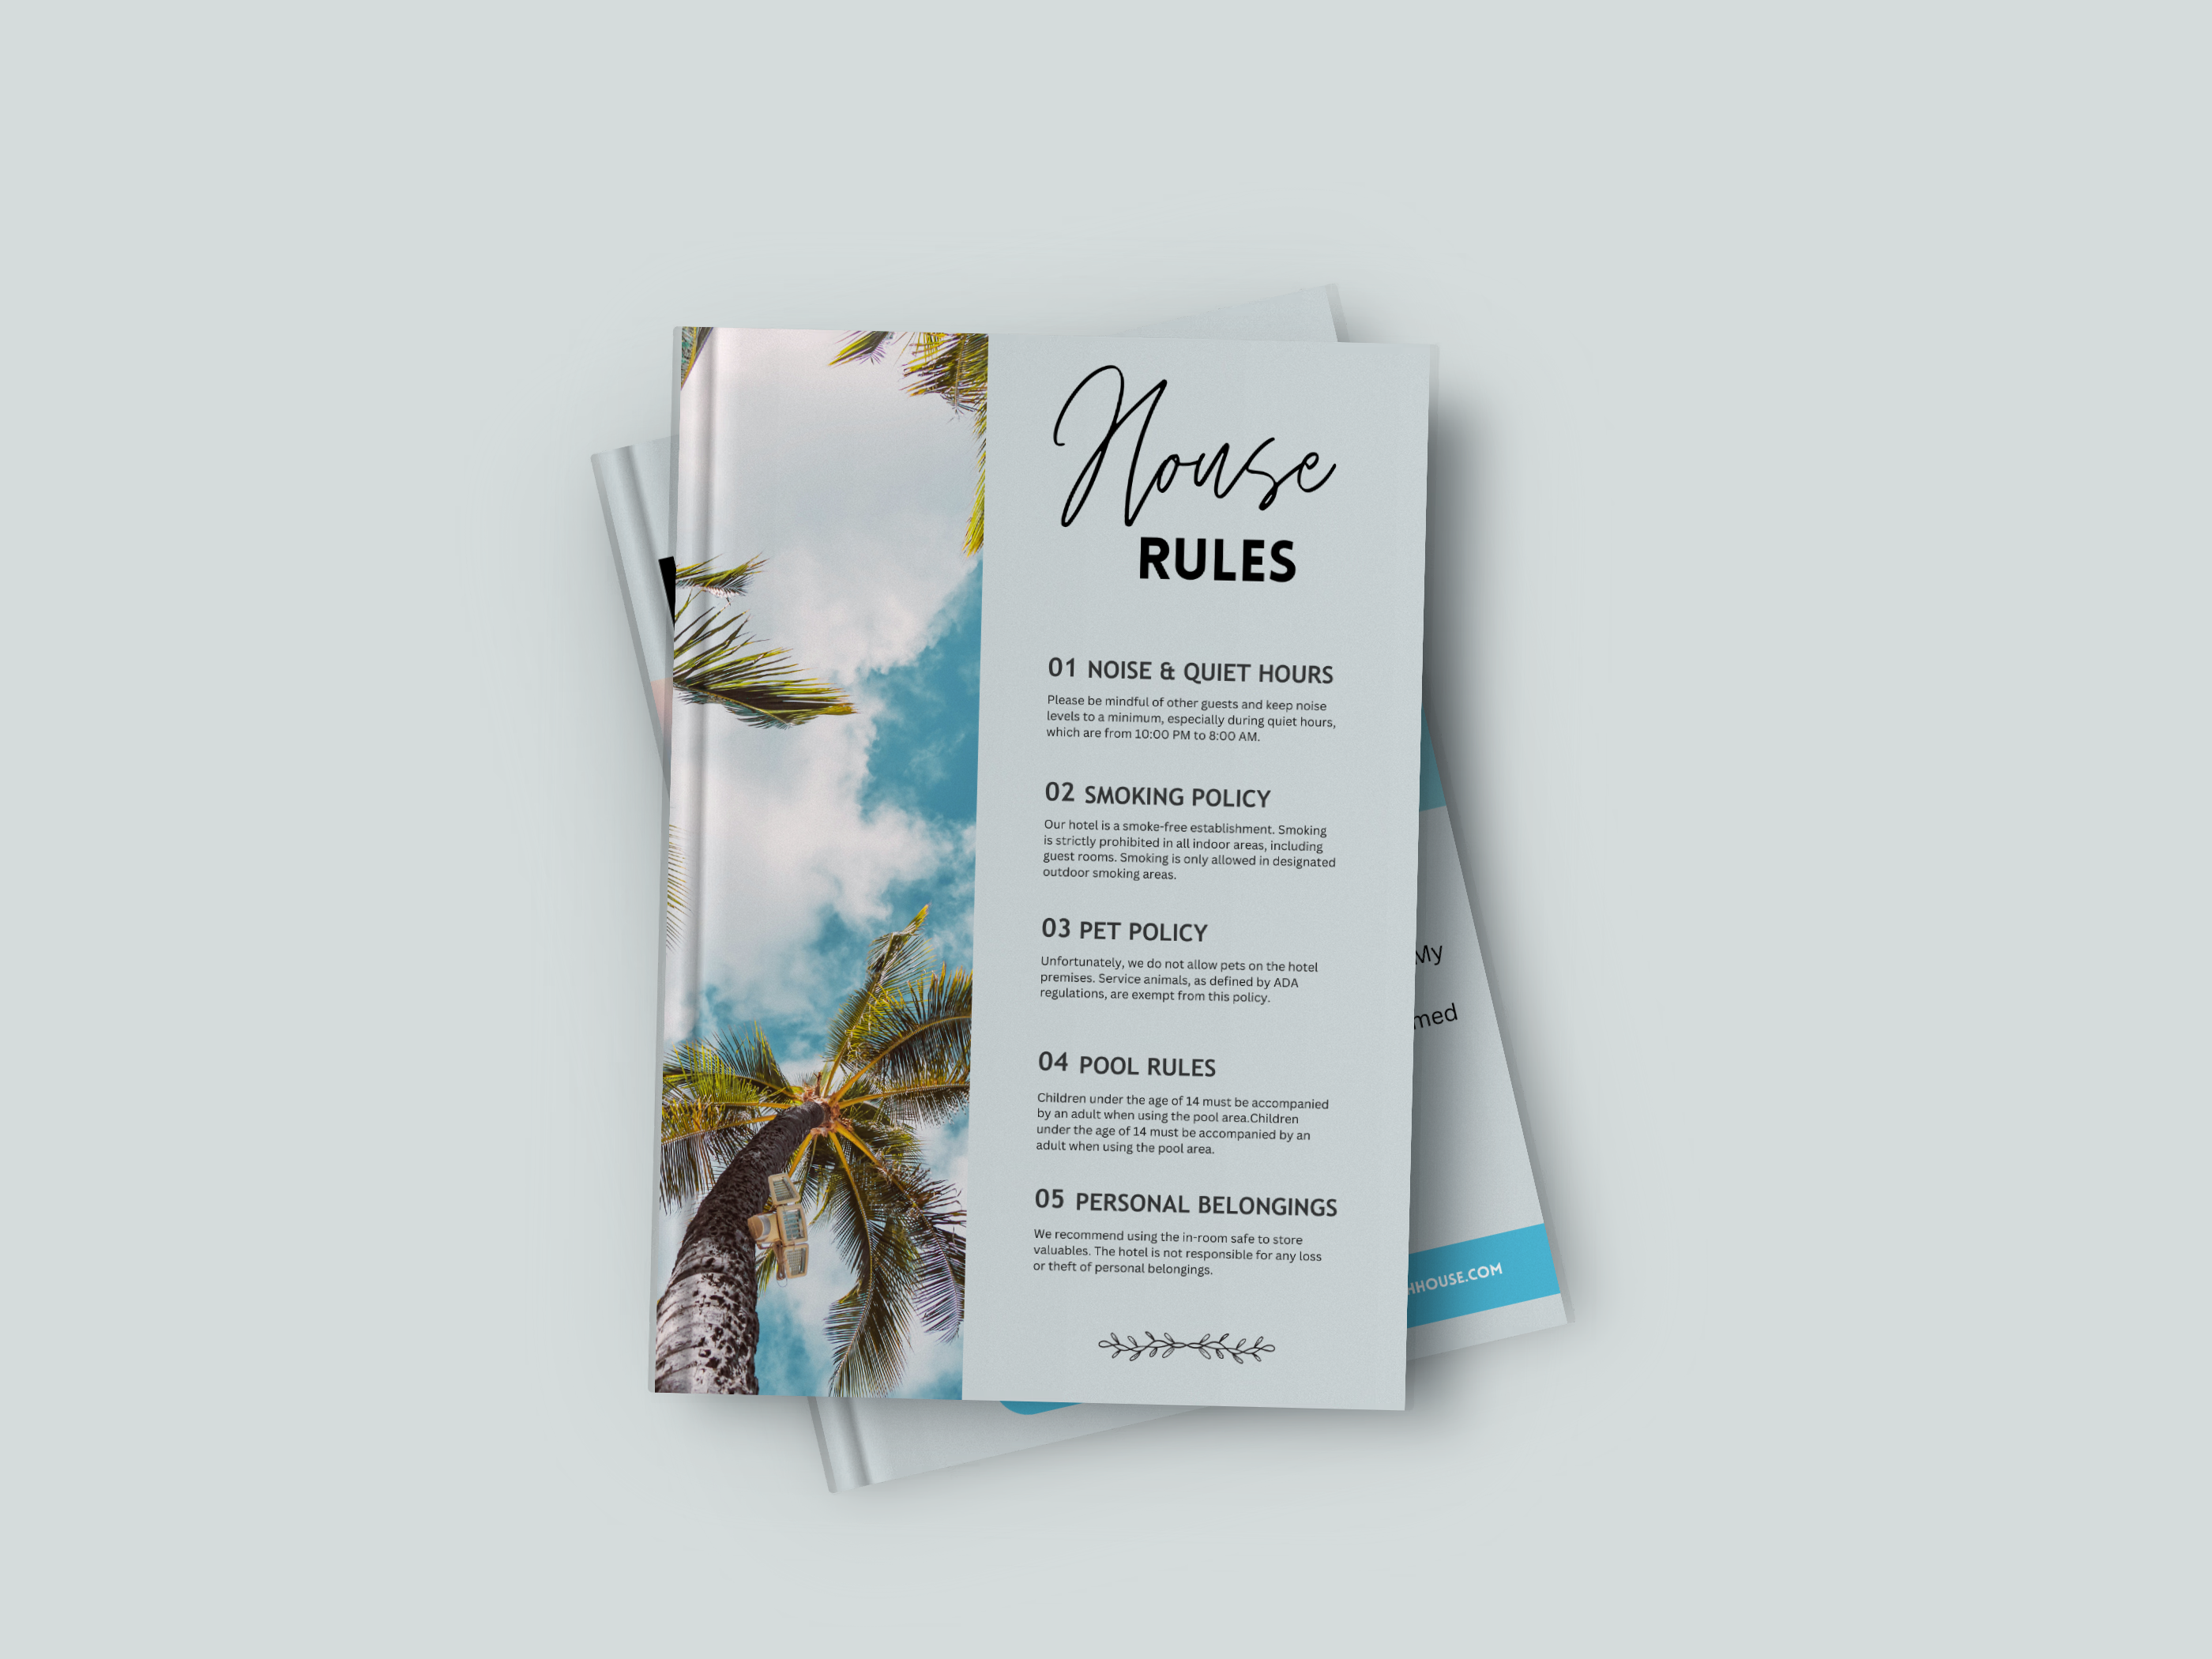 House
RULES
01 NOISE & QUIET HOURS
Please be mindful of other guests and keep noise
levels to a minimum, especially during quiet hours,
which are from 10:00 PM to 8:00 AM.
02 SMOKING POLICY
Our hotel is a smoke-free establishment. Smoking
is strictly prohibited in all indoor areas, including
guest rooms. Smoking is only allowed in designated
outdoor smoking areas.
03 PET POLICY
Unfortunately, we do not allow pets on the hotel
premises. Service animals, as defined by ADA
regulations, are exempt from this policy.
04 POOL RULES
Children under the age of 14 must be accompanied
by an adult when using the pool area.Children
under the age of 14 must be accompanied by an
adult when using the pool area.
05 PERSONAL BELONGINGS
We recommend using the in-room safe to store
valuables. The hotel is not responsible for any loss
or theft of personal belongings.
My
med
HHOUSE.COM